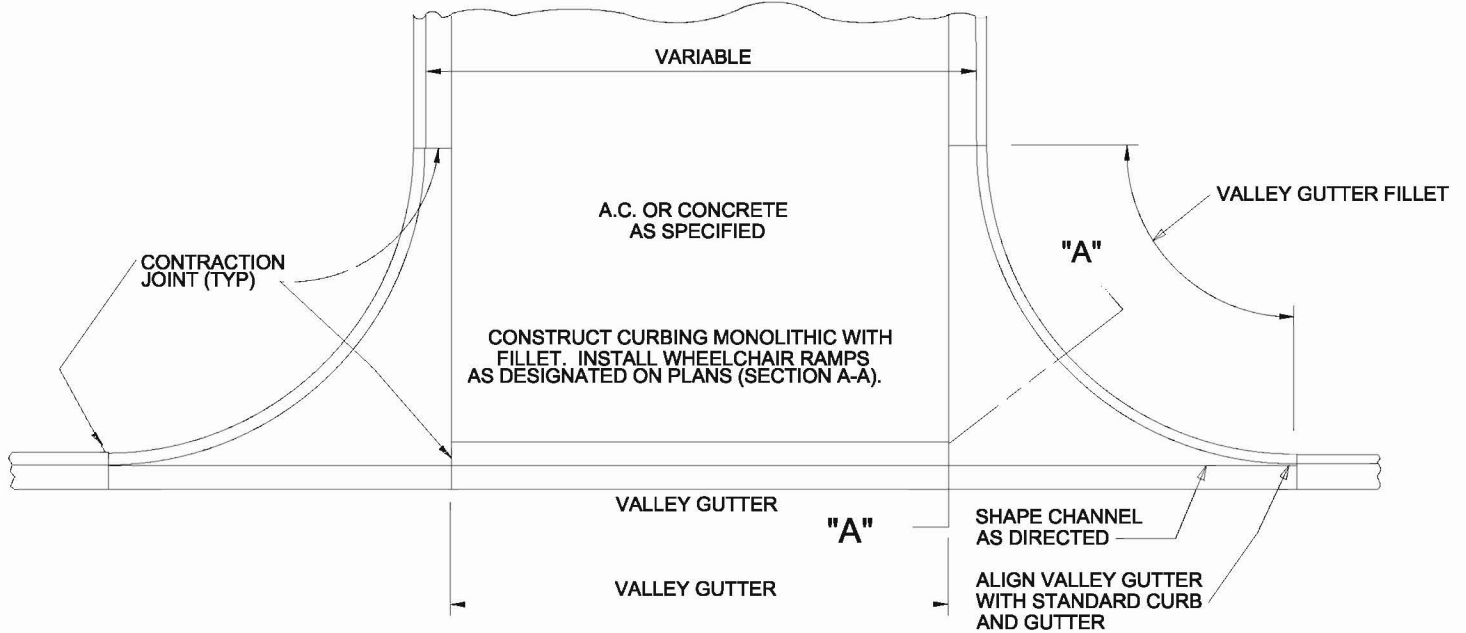 VARIABLE
A.C. OR CONCRETE
AS SPECIFIED
VALLEY GUTTER FILLET
"A"
CONTRACTION
JOINT (TYP)
CONSTRUCT CURBING MONOLITHIC WITH
FILLET. INSTALL WHEELCHAIR RAMPS
AS DESIGNATED ON PLANS (SECTION A-A).
VALLEY GUTTER
"A"
SHAPE CHANNEL
AS DIRECTED
VALLEY GUTTER
ALIGN VALLEY GUTTER
WITH STANDARD CURB
AND GUTTER